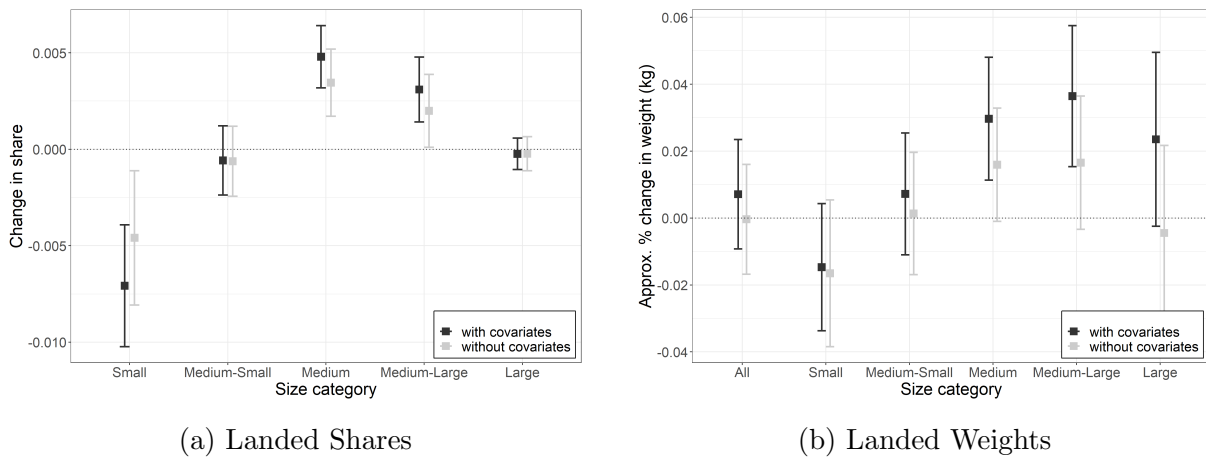 Change in share
0.005
0.000
-0.005
-0.010
Small Medium-Small Medium Medium-Large Large
Size category
with covariates
without covariates
(a) Landed Shares
Approx. % change in weight (kg)
0.06
0.04
0.02
0.00
-0.02
-0.04
All Small Medium-Small Medium Medium-Large Large
Size category
with covariates
without covariates
(b) Landed Weights